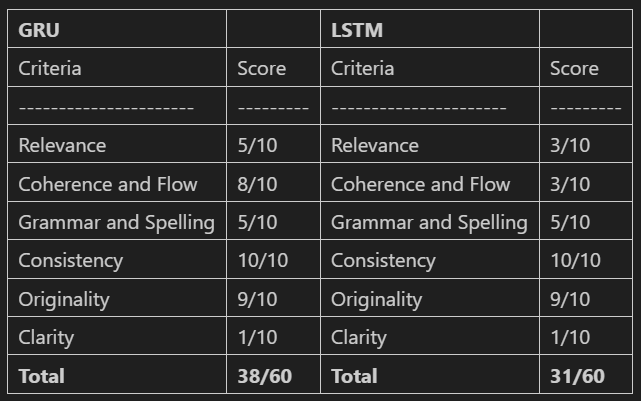 GRU LSTM
Criteria Score Criteria Score
---------------------- --------- ---------------------- ---------
Relevance 5/10 Relevance 3/10
Coherence and Flow 8/10 Coherence and Flow 3/10
Grammar and Spelling 5/10 Grammar and Spelling 5/10
Consistency 10/10 Consistency 10/10
Originality 9/10 Originality 9/10
Clarity 1/10 Clarity 1/10
Total 38/60 Total 31/60